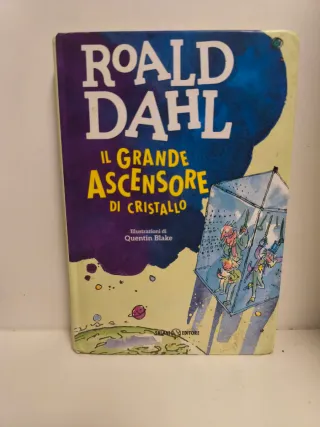 ROALD
DAHL
IL GRANDE
ASCENSORE
DI CRISTALLO
Illustrazioni di
Quentin Blake
SALANI EDITORE